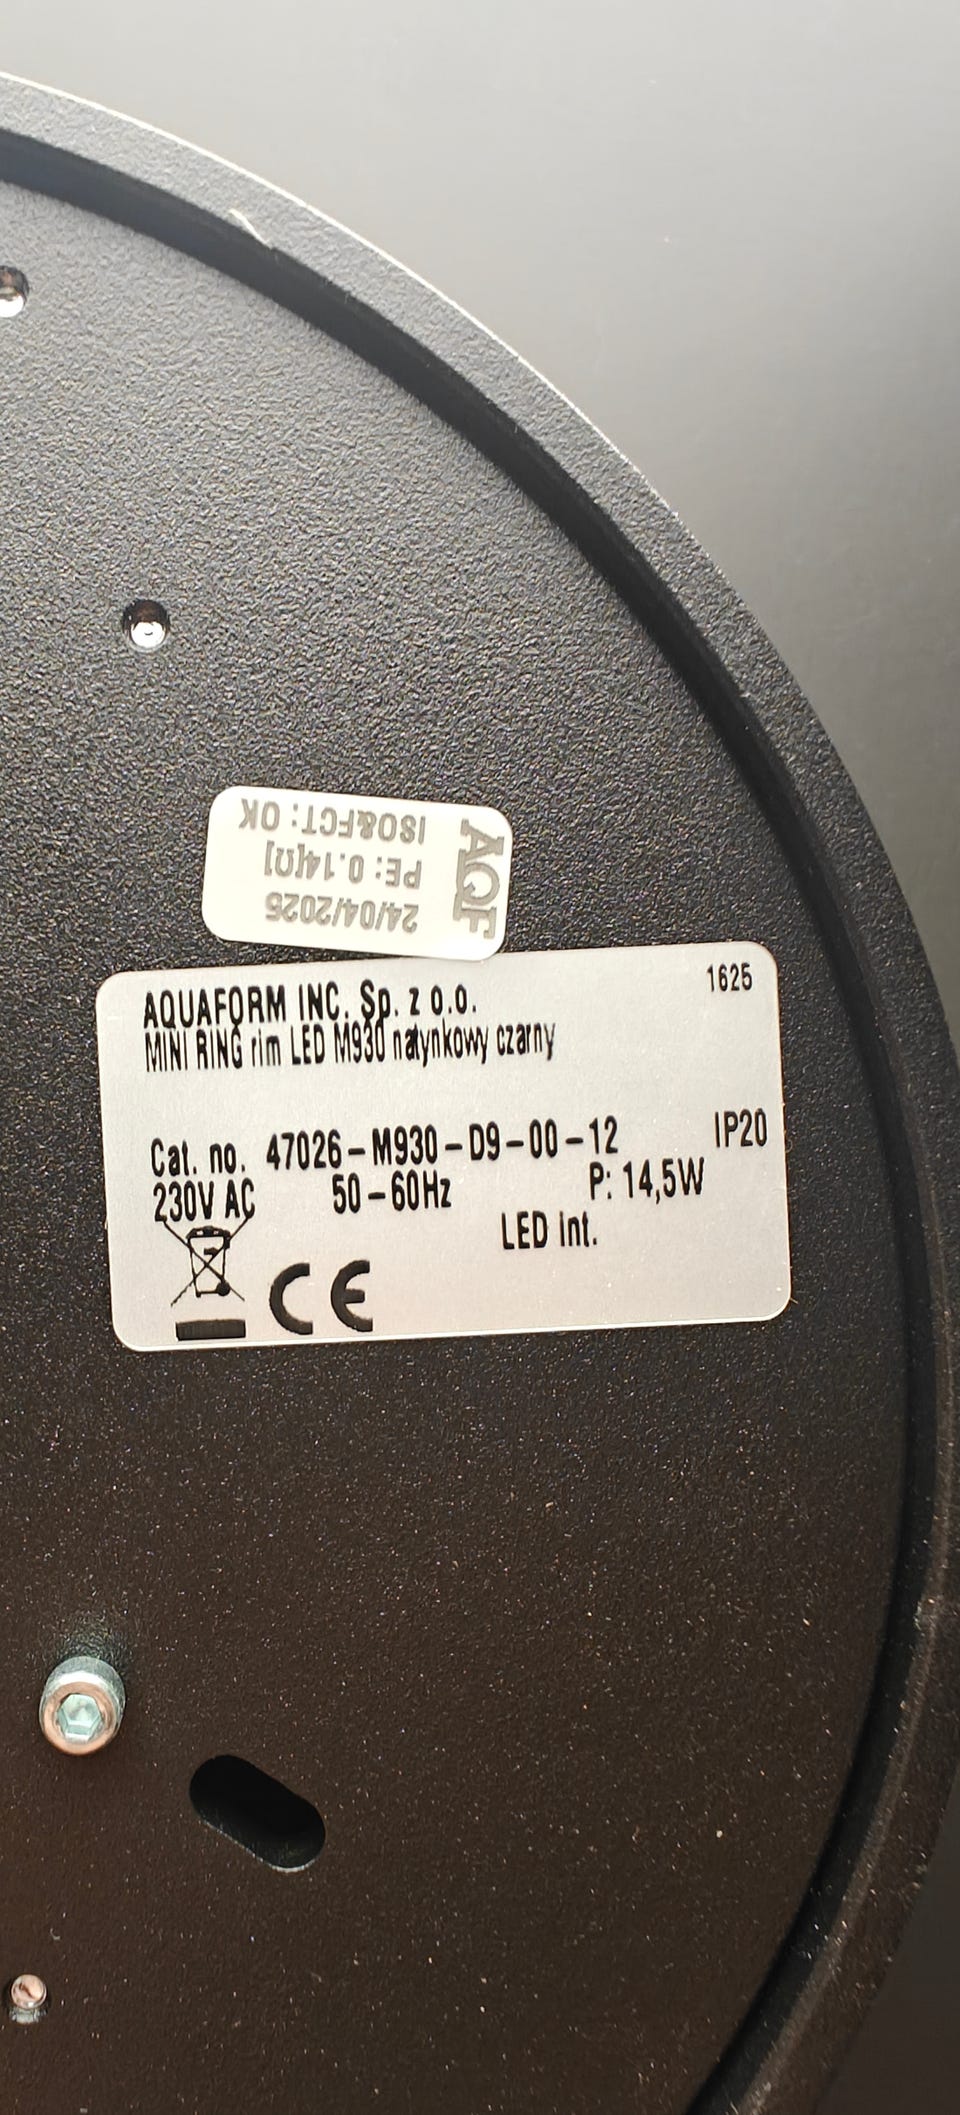 AQF
24/04/2025
PE: 0.14[Ω]
ISO&FCT: OK
1625
AQUAFORM INC. Sp. z o.o.
MINI RING rim LED M930 natynkowy czarny
Cat. no. 47026-M930-D9-00-12 IP20
230V AC 50-60Hz P: 14,5W
LED int.
CE